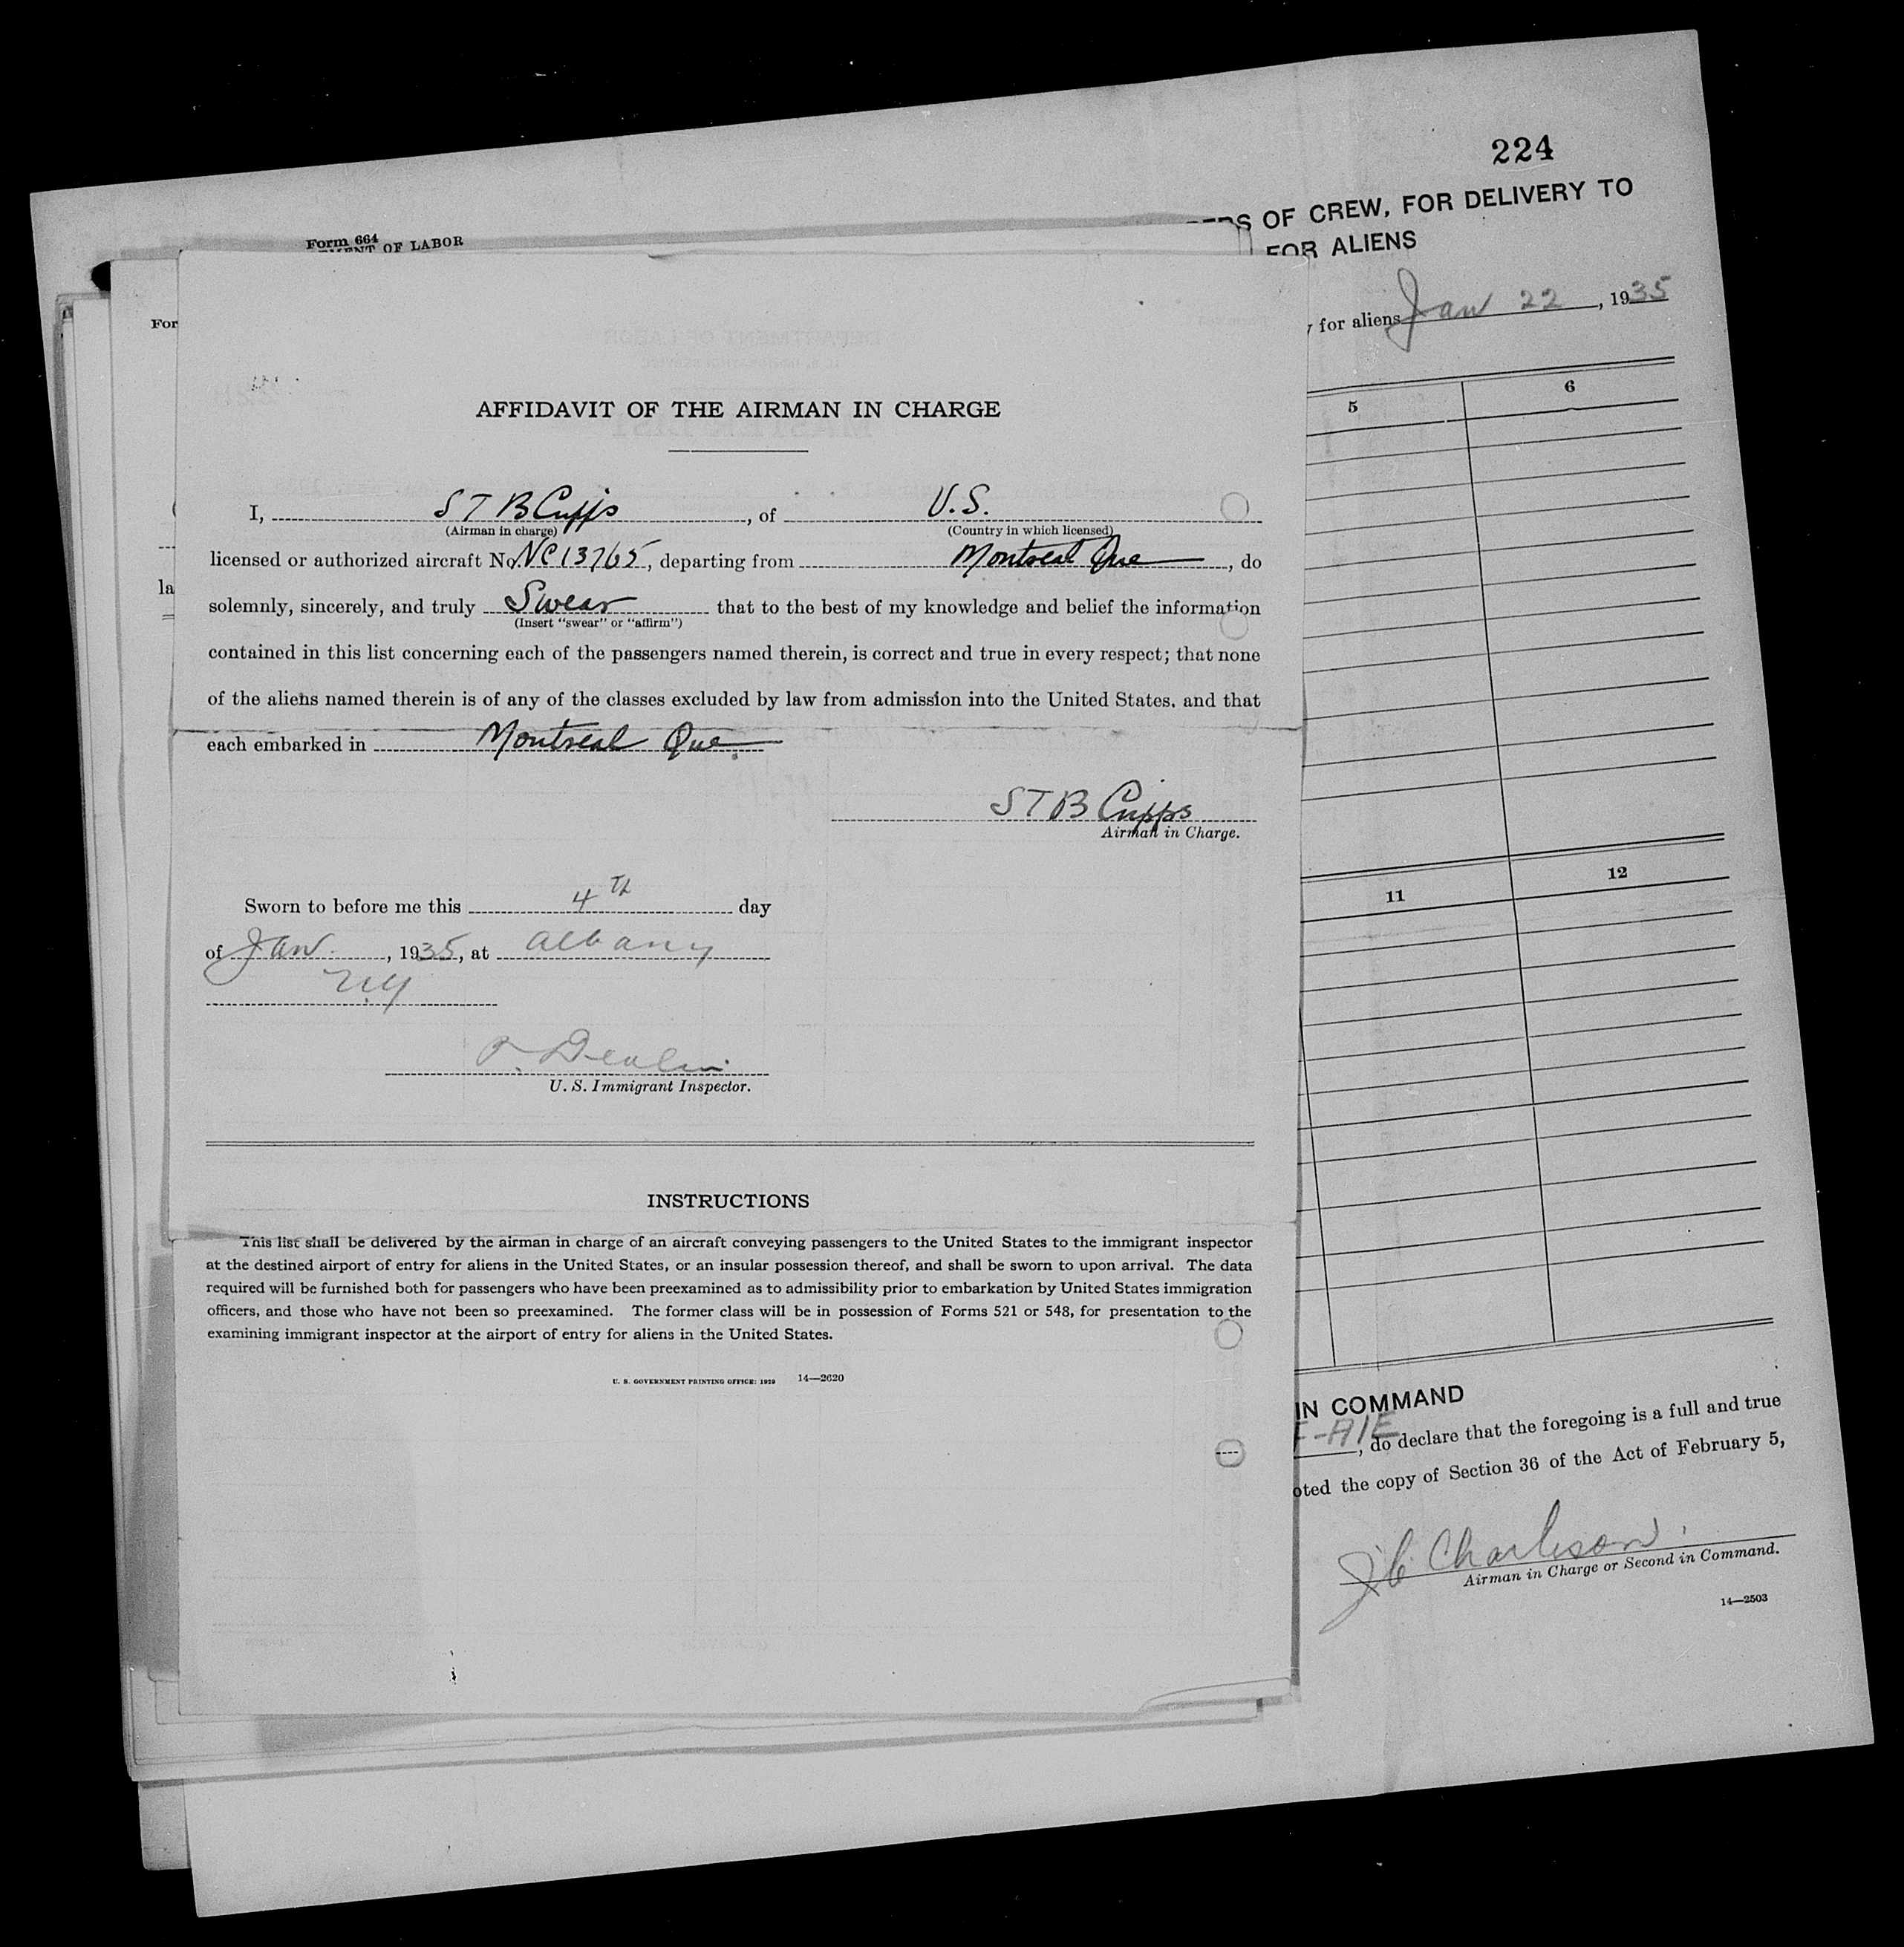 224
OF CREW, FOR DELIVERY TO
FOR ALIENS
Form 664
OF LABOR
for aliens Jan 22, 1935
For
5 6
la
AFFIDAVIT OF THE AIRMAN IN CHARGE
I, S T B Cripps, of U.S.
(Airman in charge) (Country in which licensed)
licensed or authorized aircraft No. NC13765, departing from Montreal Que, do
solemnly, sincerely, and truly Swear that to the best of my knowledge and belief the information
(Insert "swear" or "affirm")
contained in this list concerning each of the passengers named therein, is correct and true in every respect; that none
of the aliens named therein is of any of the classes excluded by law from admission into the United States, and that
each embarked in Montreal Que.
S T B Cripps
Airman in Charge.
Sworn to before me this 4th day
of Jan., 1935, at Albany
N.Y
U. S. Immigrant Inspector.
11 12
INSTRUCTIONS
This list shall be delivered by the airman in charge of an aircraft conveying passengers to the United States to the immigrant inspector
at the destined airport of entry for aliens in the United States, or an insular possession thereof, and shall be sworn to upon arrival. The data
required will be furnished both for passengers who have been preexamined as to admissibility prior to embarkation by United States immigration
officers, and those who have not been so preexamined. The former class will be in possession of Forms 521 or 548, for presentation to the
examining immigrant inspector at the airport of entry for aliens in the United States.
U. S. GOVERNMENT PRINTING OFFICE: 1929 14—2620
IN COMMAND
-AIE, do declare that the foregoing is a full and true
oted the copy of Section 36 of the Act of February 5,
Charleson
Airman in Charge or Second in Command.
14—2503